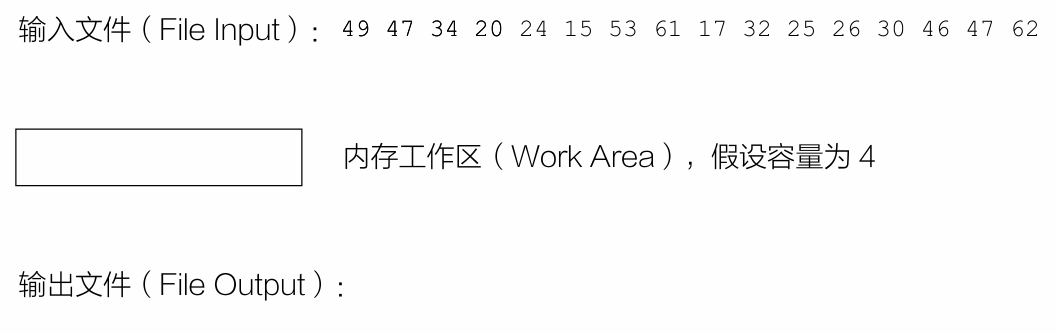 输入文件（File Input）： 49 47 34 20 24 15 53 61 17 32 25 26 30 46 47 62
内存工作区（Work Area），假设容量为 4
输出文件（File Output）：